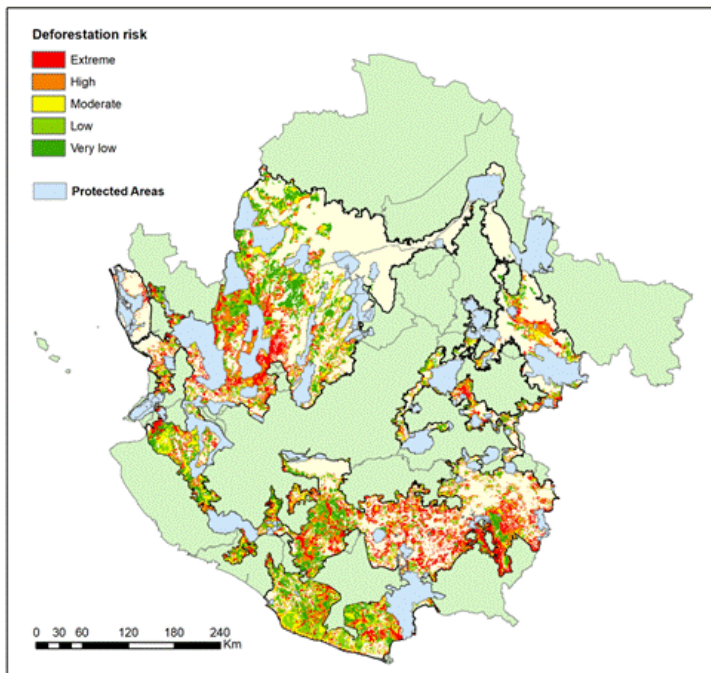 Deforestation risk
Extreme
High
Moderate
Low
Very low
Protected Areas
0 30 60 120 180 240
Km